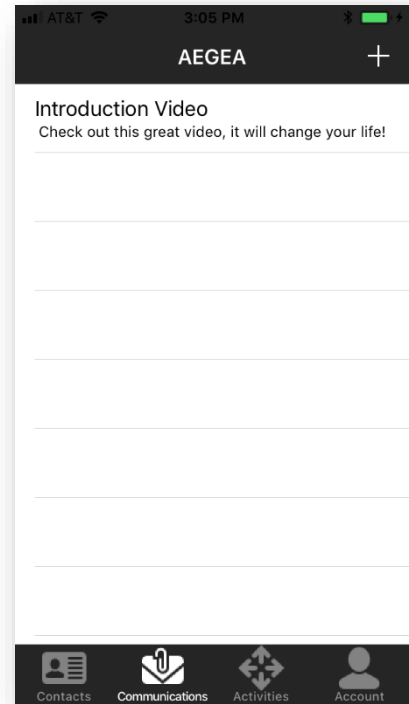 AT&T 3:05 PM
AEGEA +
Introduction Video
Check out this great video, it will change your life!
Contacts Communications Activities Account